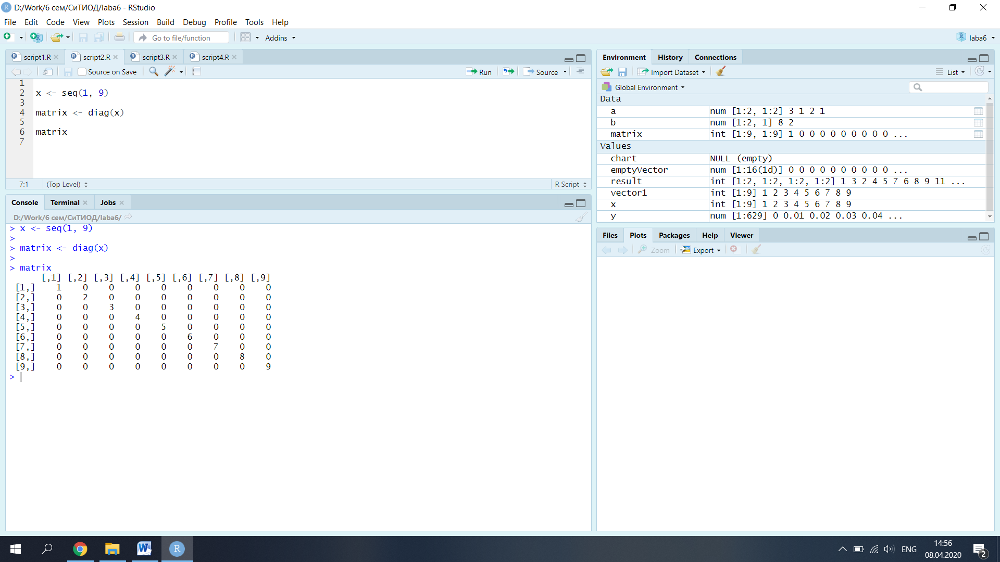 D:/Work/6 сем/СиТИОД/laba6 - RStudio
File Edit Code View Plots Session Build Debug Profile Tools Help
Go to file/function Addins laba6
script1.R script2.R script3.R script4.R
Source on Save Run Source
1
2 x <- seq(1, 9)
3
4 matrix <- diag(x)
5
6 matrix
7
7:1 (Top Level) R Script
Console Terminal Jobs
D:/Work/6 сем/СиТИОД/laba6/
> x <- seq(1, 9)
>
> matrix <- diag(x)
>
> matrix
[,1] [,2] [,3] [,4] [,5] [,6] [,7] [,8] [,9]
[1,] 1 0 0 0 0 0 0 0 0
[2,] 0 2 0 0 0 0 0 0 0
[3,] 0 0 3 0 0 0 0 0 0
[4,] 0 0 0 4 0 0 0 0 0
[5,] 0 0 0 0 5 0 0 0 0
[6,] 0 0 0 0 0 6 0 0 0
[7,] 0 0 0 0 0 0 7 0 0
[8,] 0 0 0 0 0 0 0 8 0
[9,] 0 0 0 0 0 0 0 0 9
>
Environment History Connections
Import Dataset List
Global Environment
Data
a num [1:2, 1:2] 3 1 2 1
b num [1:2, 1] 8 2
matrix int [1:9, 1:9] 1 0 0 0 0 0 0 0 0 0 ...
Values
chart NULL (empty)
emptyVector num [1:16(1d)] 0 0 0 0 0 0 0 0 0 0 ...
result int [1:2, 1:2, 1:2, 1:2] 1 3 2 4 5 7 6 8 9 11 ...
vector1 int [1:9] 1 2 3 4 5 6 7 8 9
x int [1:9] 1 2 3 4 5 6 7 8 9
y num [1:629] 0 0.01 0.02 0.03 0.04 ...
Files Plots Packages Help Viewer
Zoom Export
ENG 14:56
08.04.2020
2